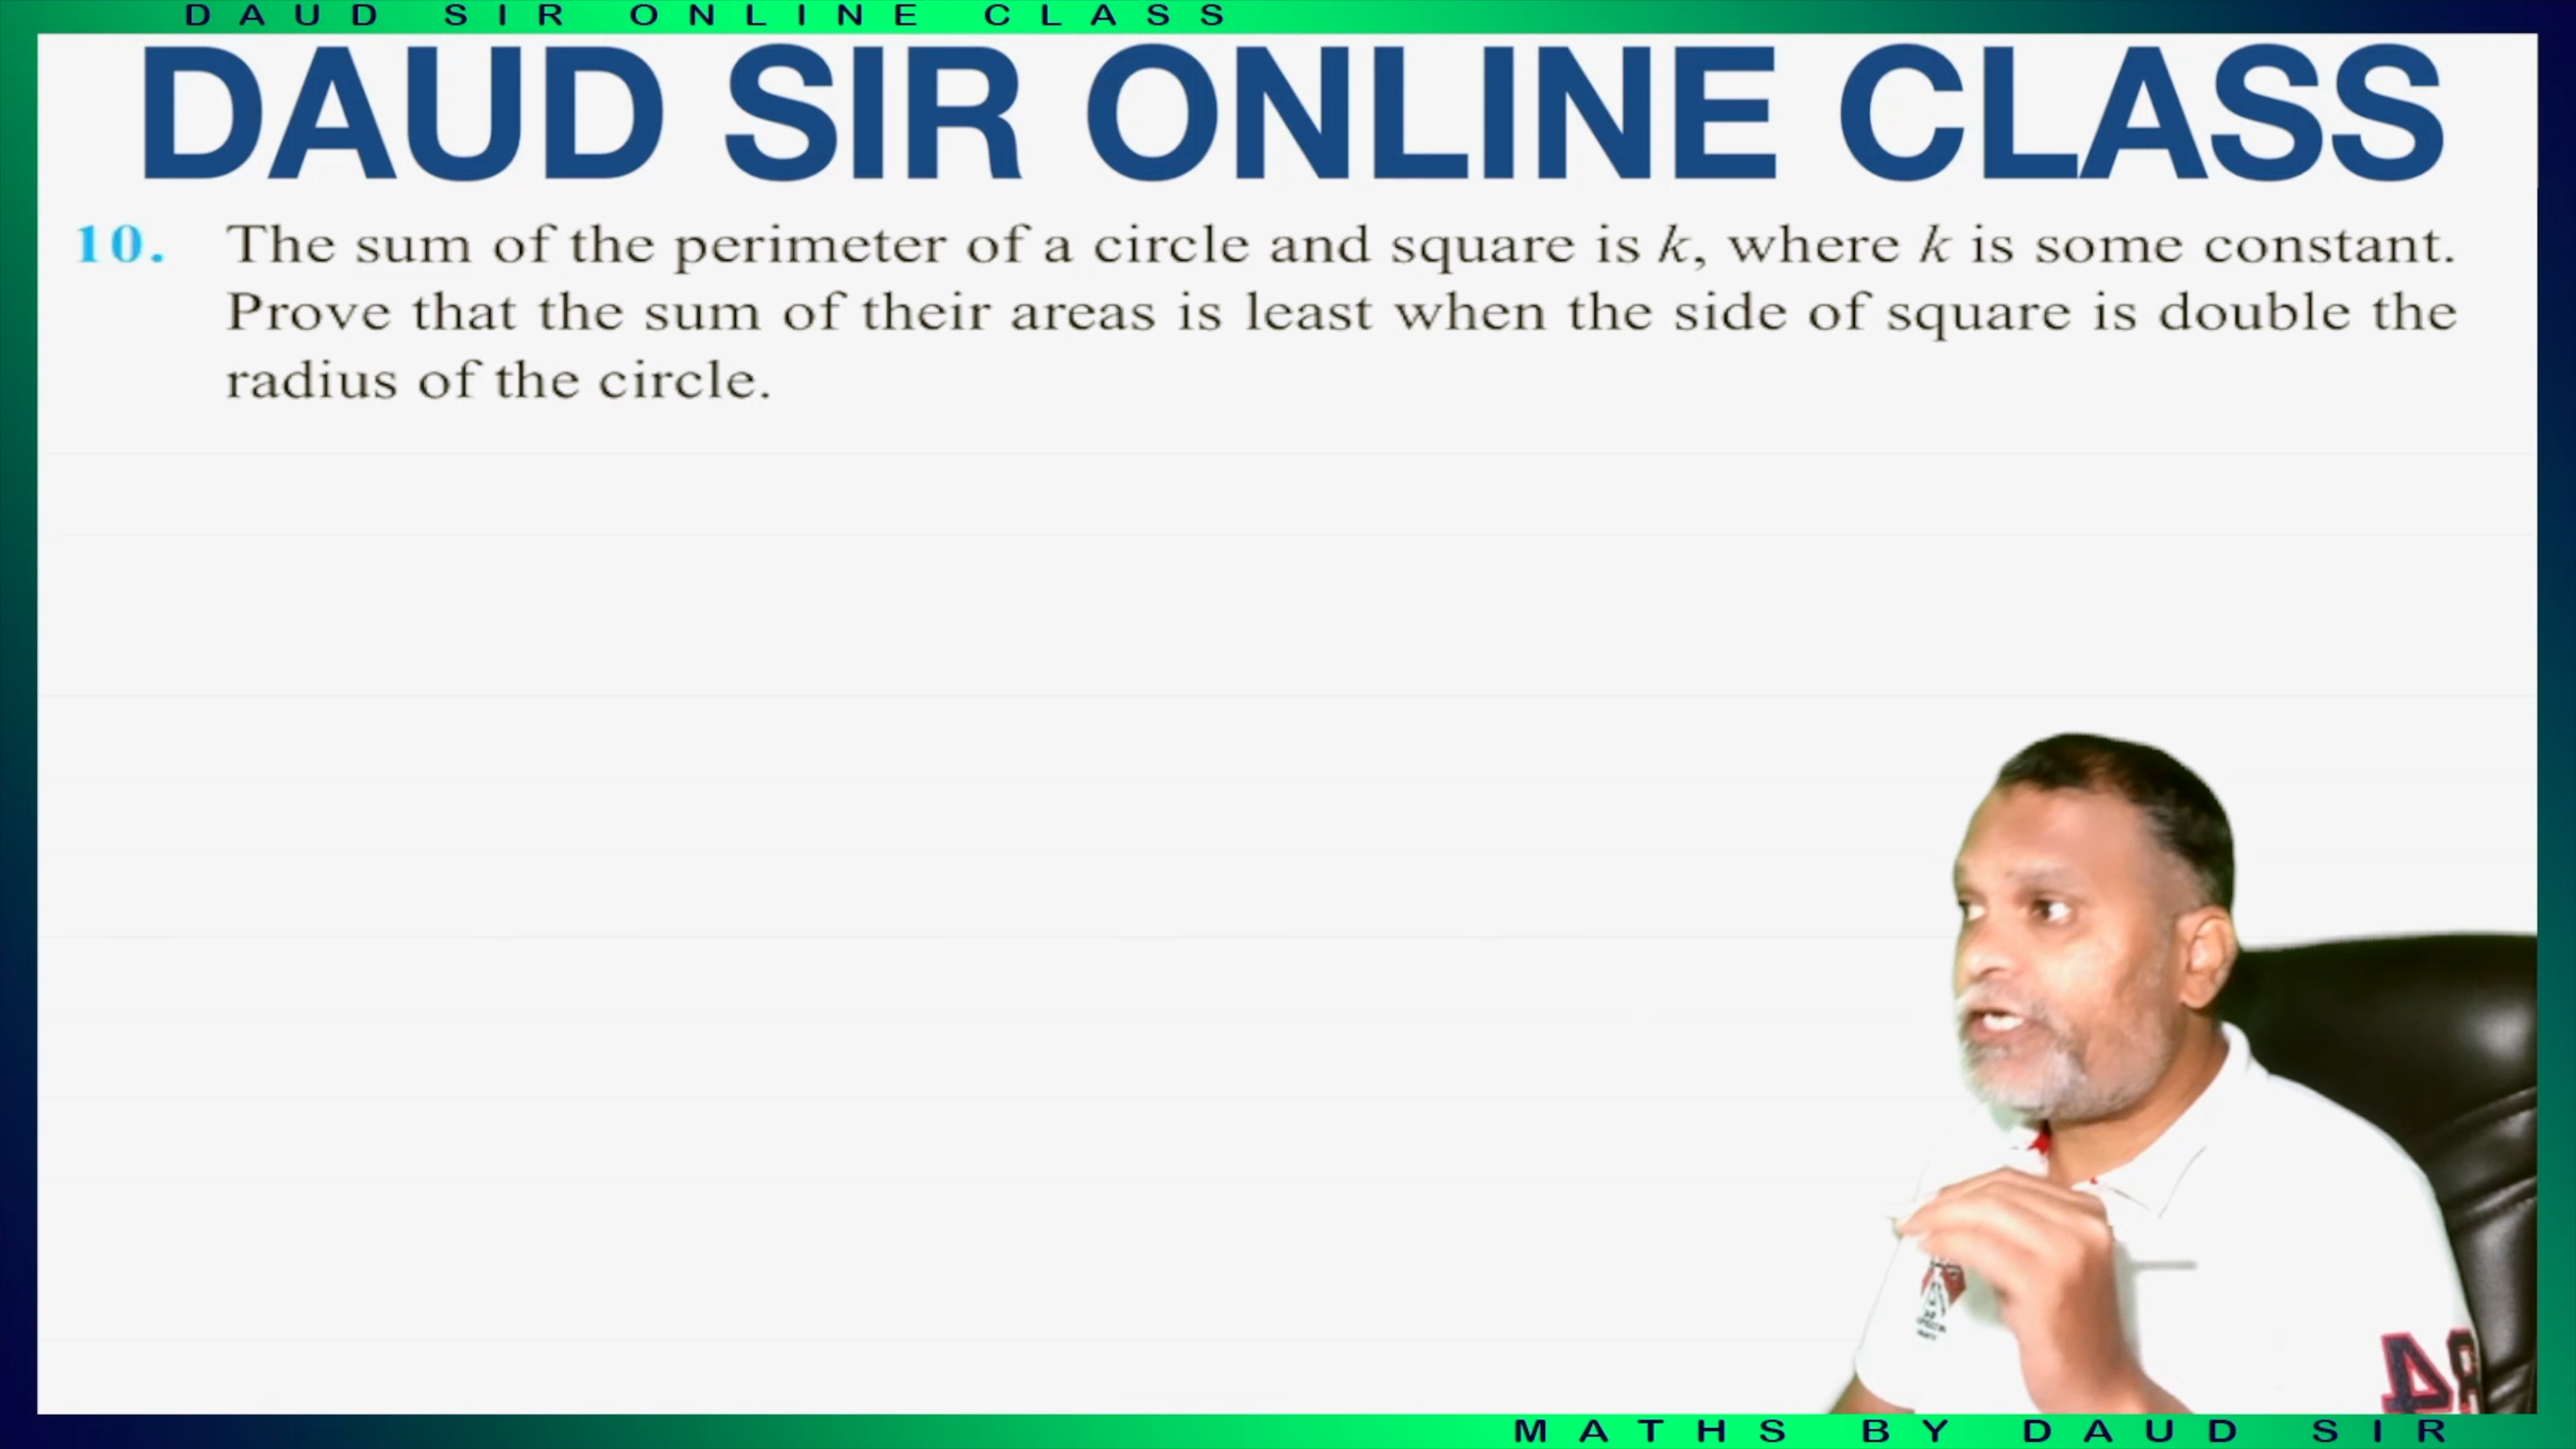 DAUD SIR ONLINE CLASS
DAUD SIR ONLINE CLASS
10. The sum of the perimeter of a circle and square is k, where k is some constant.
Prove that the sum of their areas is least when the side of square is double the
radius of the circle.
MATHS BY DAUD SIR